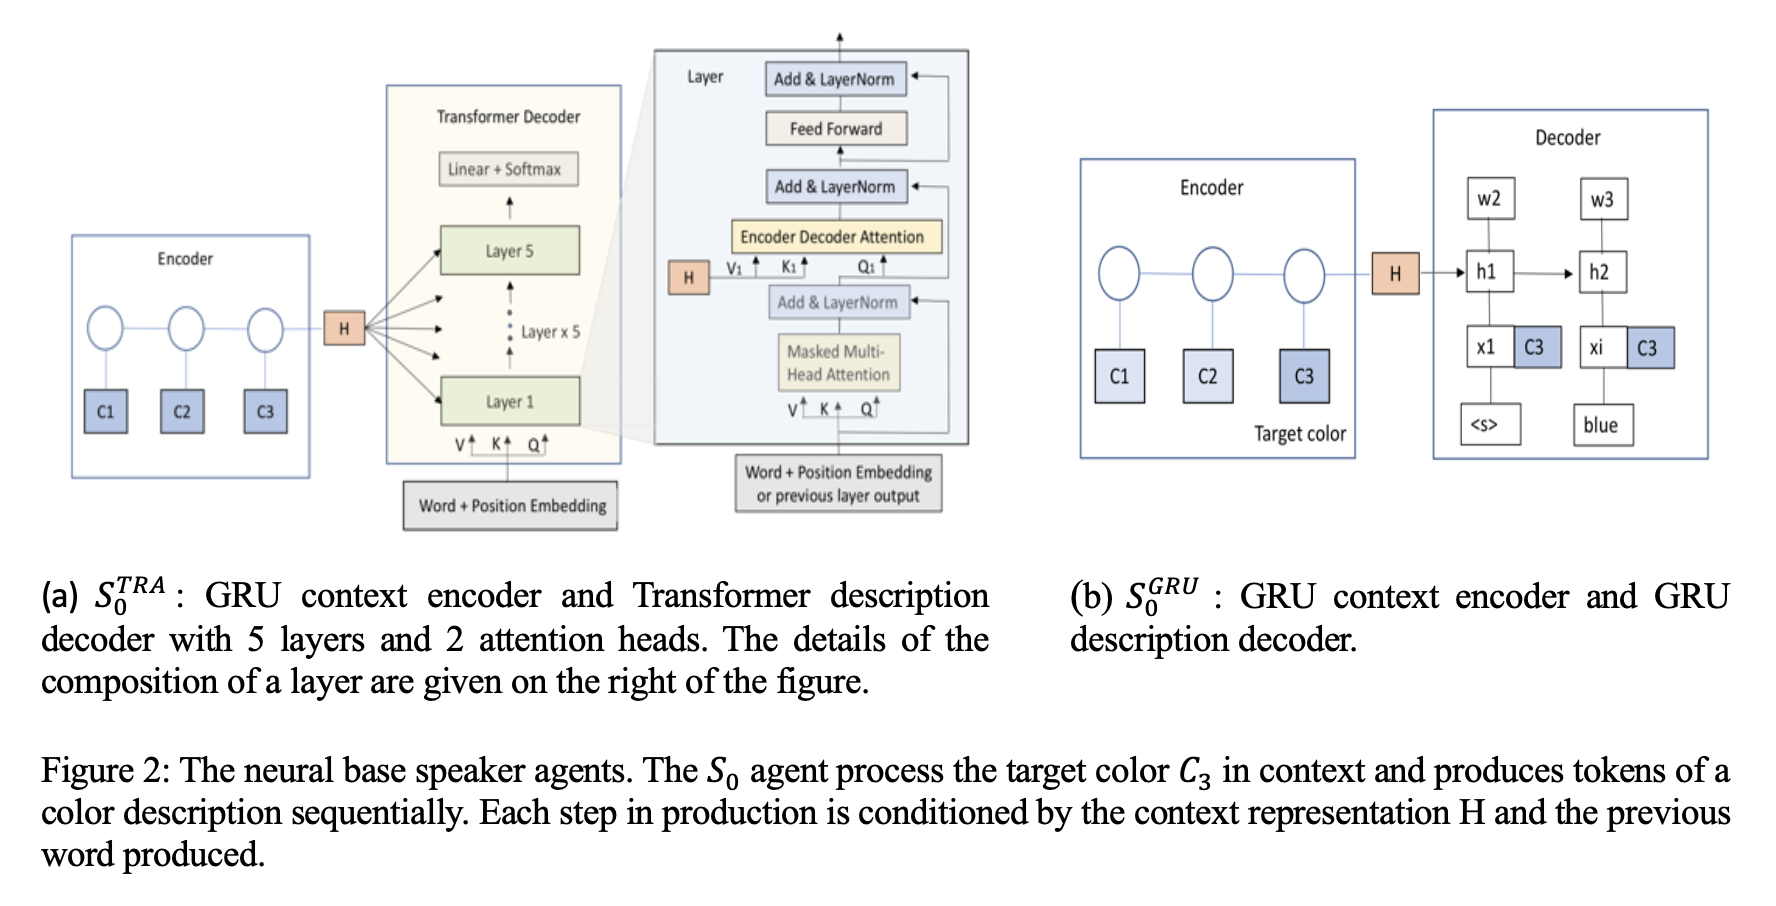 Encoder
C1 C2 C3
H
Transformer Decoder
Linear + Softmax
Layer 5
Layer x 5
Layer 1
V K Q
Word + Position Embedding
Layer
Add & LayerNorm
Feed Forward
Add & LayerNorm
Encoder Decoder Attention
H V1 K1 Q1
Add & LayerNorm
Masked Multi-
Head Attention
V K Q
Word + Position Embedding
or previous layer output
Encoder
C1 C2 C3
Target color
H
Decoder
w2 w3
h1 h2
x1 C3 xi C3
<s> blue
(a) S₀ᵀᴿᴬ : GRU context encoder and Transformer description
decoder with 5 layers and 2 attention heads. The details of the
composition of a layer are given on the right of the figure.
(b) S₀ᴳᴿᵁ : GRU context encoder and GRU
description decoder.
Figure 2: The neural base speaker agents. The S₀ agent process the target color C₃ in context and produces tokens of a
color description sequentially. Each step in production is conditioned by the context representation H and the previous
word produced.